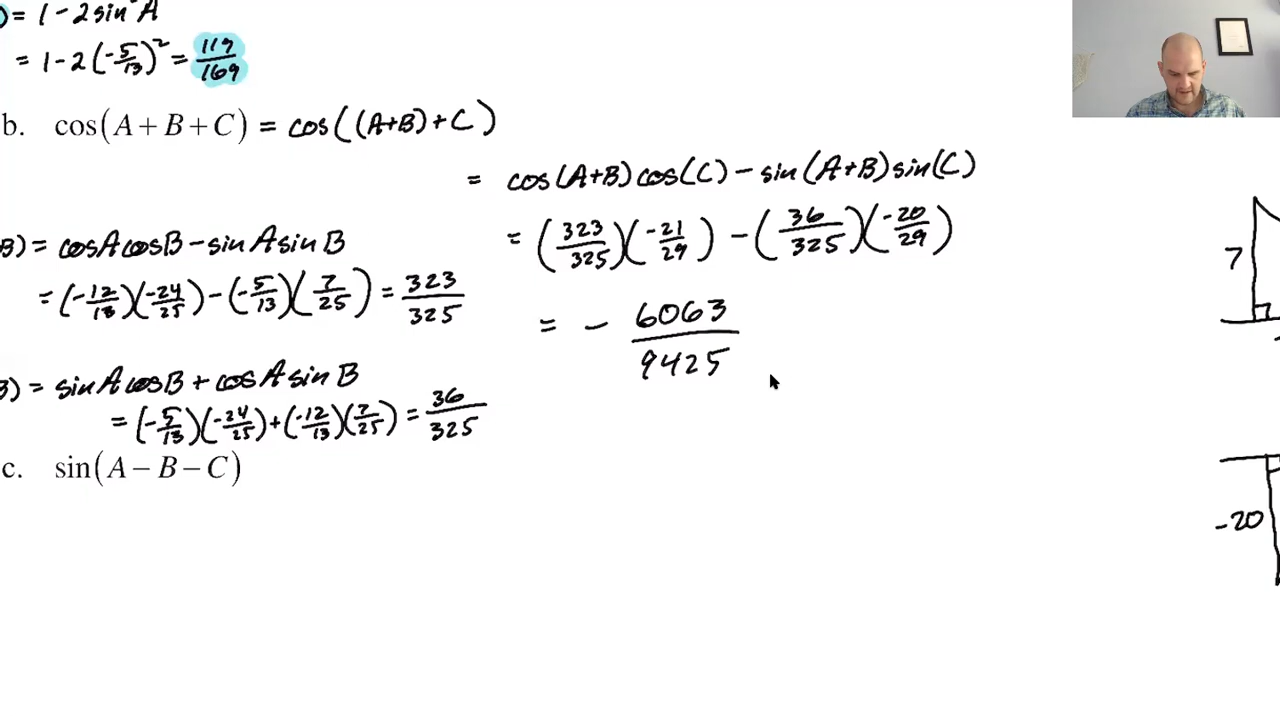 ) = 1 - 2 sin² A
= 1 - 2(-5/13)² = 119/169
b. cos(A + B + C) = cos((A+B)+C)
= cos(A+B)cos(C) - sin(A+B)sin(C)
B) = cosAcosB - sinAsinB
= (323/325)(-21/29) - (36/325)(-20/29)
= (-12/13)(-24/25) - (-5/13)(7/25) = 323/325
= - 6063/9425
B) = sinAcosB + cosAsinB
= (-5/13)(-24/25) + (-12/13)(7/25) = 36/325
c. sin(A - B - C)
7
-20